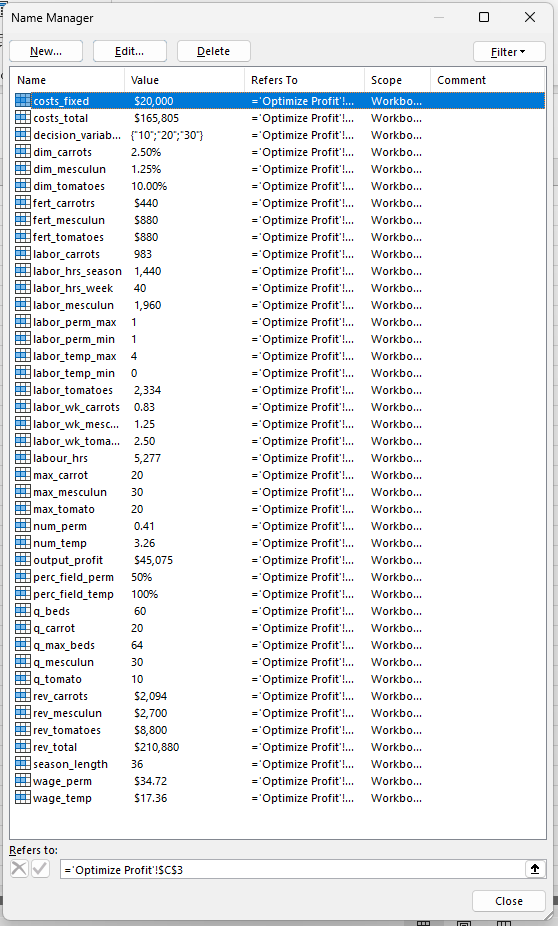 Name Manager
New... Edit... Delete Filter
Name Value Refers To Scope Comment
costs_fixed $20,000 ='Optimize Profit'!... Workbo...
costs_total $165,805 ='Optimize Profit'!... Workbo...
decision_variab... {"10";"20";"30"} ='Optimize Profit'!... Workbo...
dim_carrots 2.50% ='Optimize Profit'!... Workbo...
dim_mesculun 1.25% ='Optimize Profit'!... Workbo...
dim_tomatoes 10.00% ='Optimize Profit'!... Workbo...
fert_carrotrs $440 ='Optimize Profit'!... Workbo...
fert_mesculun $880 ='Optimize Profit'!... Workbo...
fert_tomatoes $880 ='Optimize Profit'!... Workbo...
labor_carrots 983 ='Optimize Profit'!... Workbo...
labor_hrs_season 1,440 ='Optimize Profit'!... Workbo...
labor_hrs_week 40 ='Optimize Profit'!... Workbo...
labor_mesculun 1,960 ='Optimize Profit'!... Workbo...
labor_perm_max 1 ='Optimize Profit'!... Workbo...
labor_perm_min 1 ='Optimize Profit'!... Workbo...
labor_temp_max 4 ='Optimize Profit'!... Workbo...
labor_temp_min 0 ='Optimize Profit'!... Workbo...
labor_tomatoes 2,334 ='Optimize Profit'!... Workbo...
labor_wk_carrots 0.83 ='Optimize Profit'!... Workbo...
labor_wk_mesc... 1.25 ='Optimize Profit'!... Workbo...
labor_wk_toma... 2.50 ='Optimize Profit'!... Workbo...
labour_hrs 5,277 ='Optimize Profit'!... Workbo...
max_carrot 20 ='Optimize Profit'!... Workbo...
max_mesculun 30 ='Optimize Profit'!... Workbo...
max_tomato 20 ='Optimize Profit'!... Workbo...
num_perm 0.41 ='Optimize Profit'!... Workbo...
num_temp 3.26 ='Optimize Profit'!... Workbo...
output_profit $45,075 ='Optimize Profit'!... Workbo...
perc_field_perm 50% ='Optimize Profit'!... Workbo...
perc_field_temp 100% ='Optimize Profit'!... Workbo...
q_beds 60 ='Optimize Profit'!... Workbo...
q_carrot 20 ='Optimize Profit'!... Workbo...
q_max_beds 64 ='Optimize Profit'!... Workbo...
q_mesculun 30 ='Optimize Profit'!... Workbo...
q_tomato 10 ='Optimize Profit'!... Workbo...
rev_carrots $2,094 ='Optimize Profit'!... Workbo...
rev_mesculun $2,700 ='Optimize Profit'!... Workbo...
rev_tomatoes $8,800 ='Optimize Profit'!... Workbo...
rev_total $210,880 ='Optimize Profit'!... Workbo...
season_length 36 ='Optimize Profit'!... Workbo...
wage_perm $34.72 ='Optimize Profit'!... Workbo...
wage_temp $17.36 ='Optimize Profit'!... Workbo...
Refers to:
='Optimize Profit'!$C$3
Close